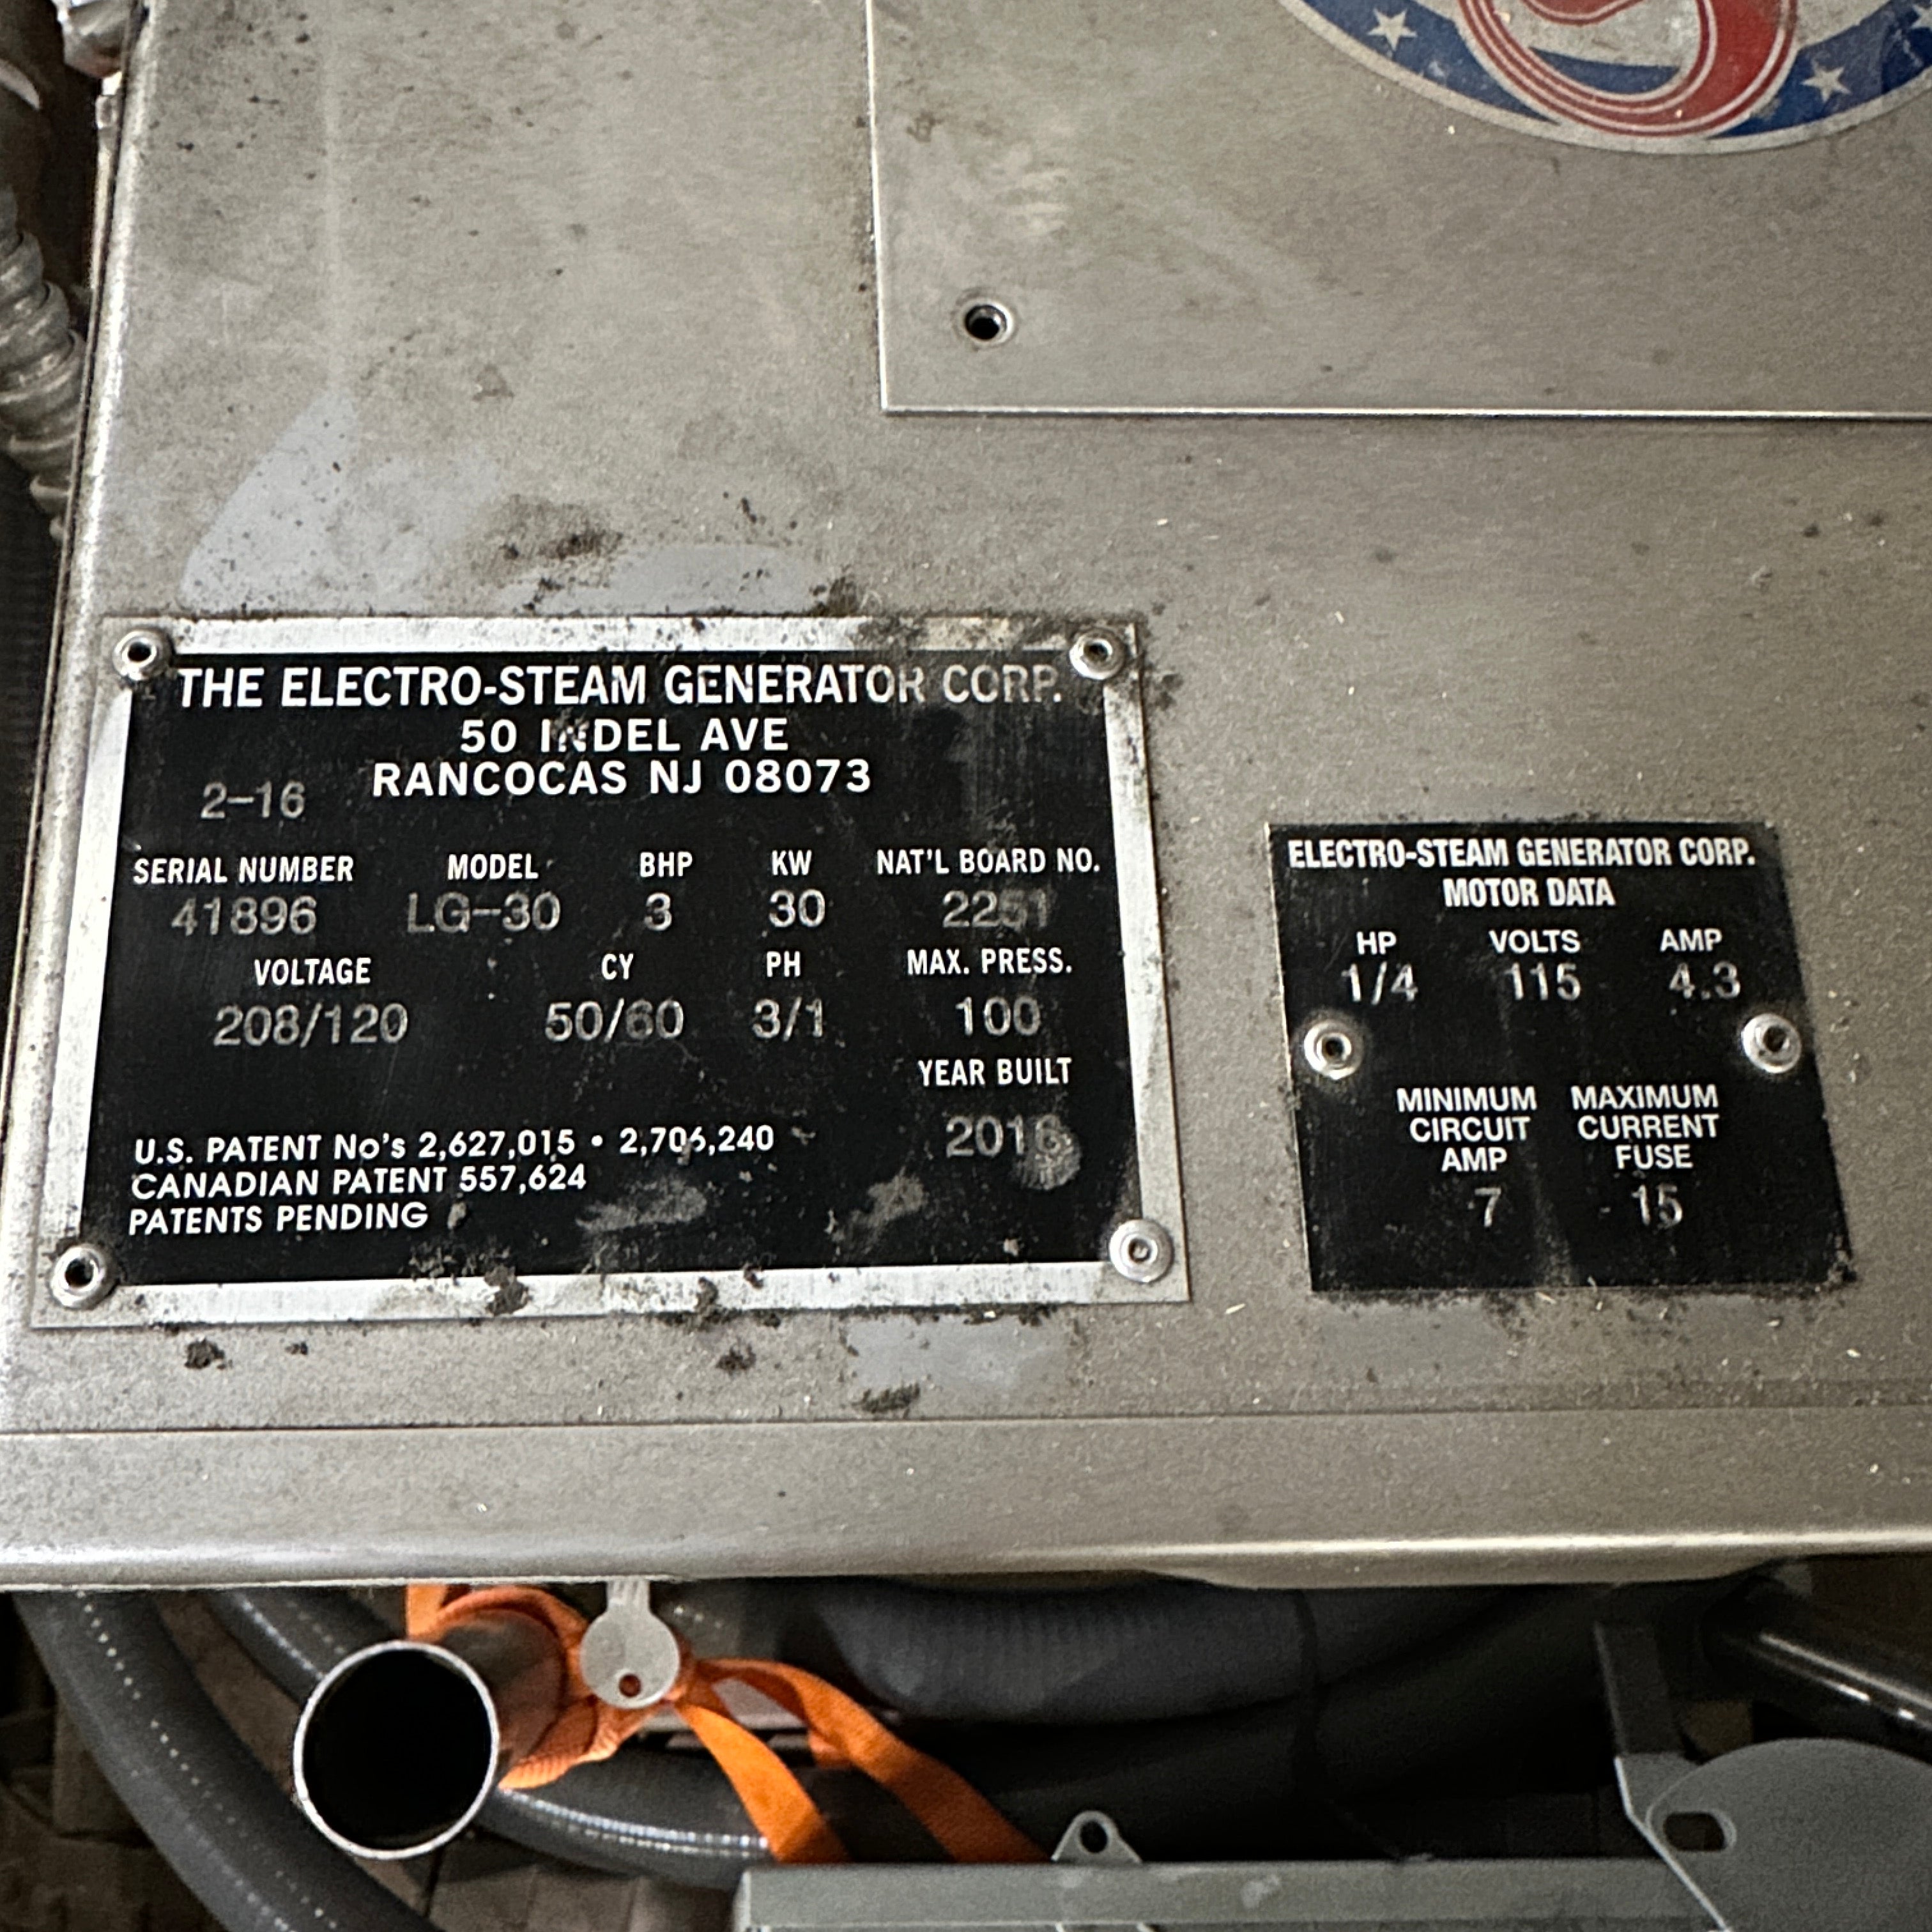 THE ELECTRO-STEAM GENERATOR CORP.
50 INDEL AVE
RANCOCAS NJ 08073
2-16
SERIAL NUMBER MODEL BHP KW NAT'L BOARD NO.
41896 LG-30 3 30 2251
VOLTAGE CY PH MAX. PRESS.
208/120 50/60 3/1 100
YEAR BUILT
2016
U.S. PATENT No's 2,627,015 • 2,706,240
CANADIAN PATENT 557,624
PATENTS PENDING
ELECTRO-STEAM GENERATOR CORP.
MOTOR DATA
HP VOLTS AMP
1/4 115 4.3
MINIMUM MAXIMUM
CIRCUIT CURRENT
AMP FUSE
7 15